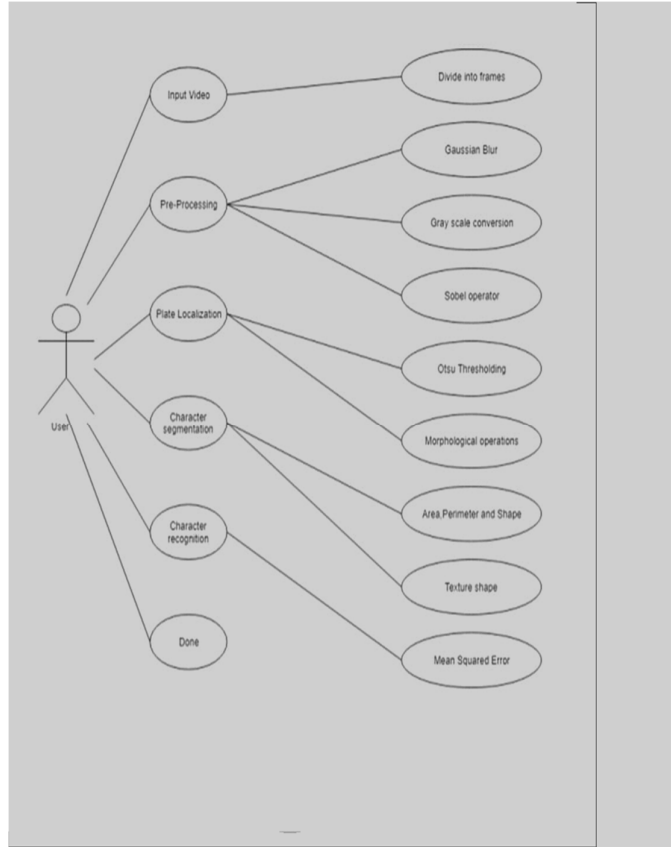 Divide into frames
Input Video
Gaussian Blur
Pre-Processing
Gray scale conversion
Sobel operator
Plate Localization
Otsu Thresholding
User
Character
segmentation
Morphological operations
Area,Perimeter and Shape
Character
recognition
Texture shape
Done
Mean Squared Error